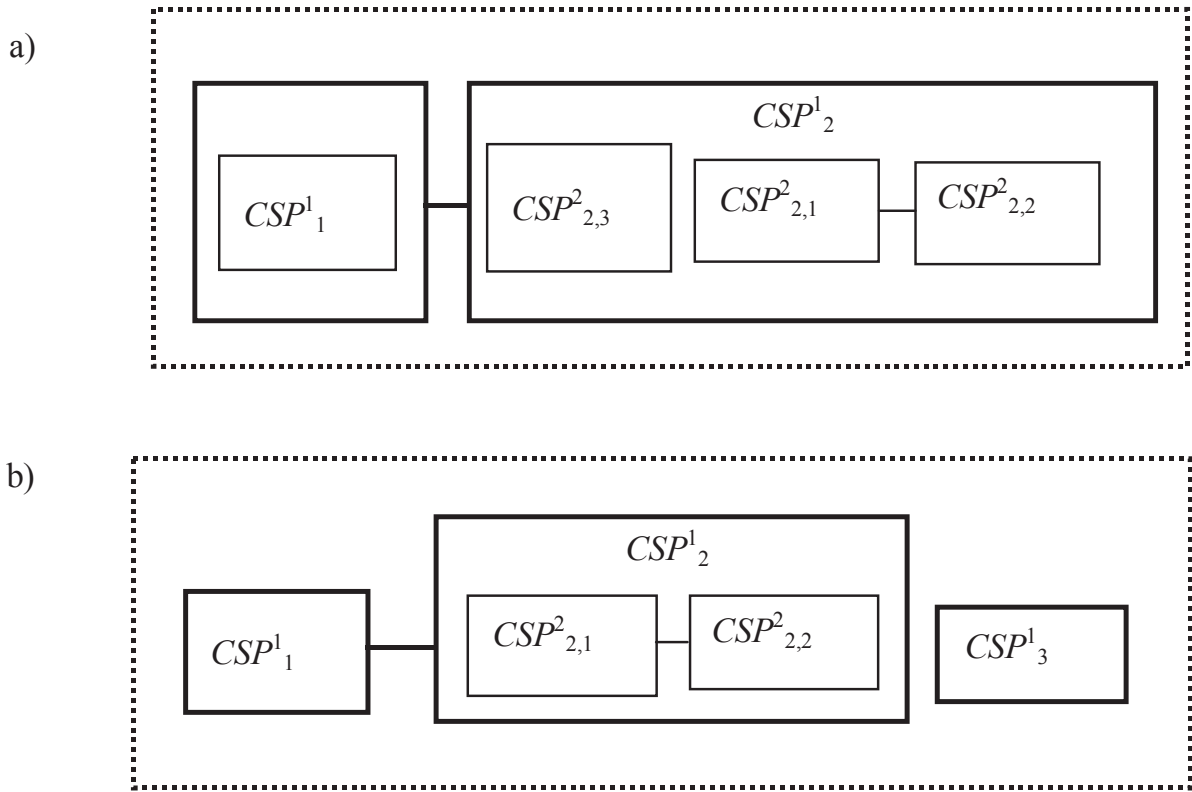 a)
CSP¹₂
CSP¹₁
CSP²₂,₃
CSP²₂,₁
CSP²₂,₂
b)
CSP¹₂
CSP¹₁
CSP²₂,₁
CSP²₂,₂
CSP¹₃